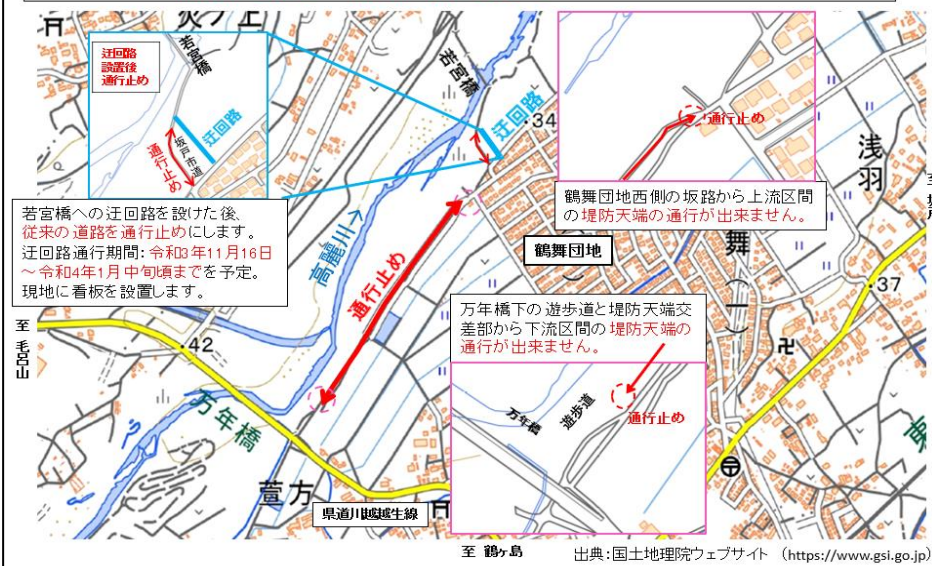 灸ノ上
若宮橋
迂回路
設置後
通行止め
若宮橋
迂回路
通行止め
坂戸市道
迂回路
34
通行止め
浅
羽
鶴舞団地西側の坂路から上流区間
の堤防天端の通行が出来ません。
若宮橋への迂回路を設けた後、
従来の 道路を通行止めにします。
迂回路通行期間:令和3年11月16日
~令和4年1月 中旬頃までを予定。
現地に看板を設置します。
高麗川→
通行止め
鶴舞団地
舞
(一)
37
万年橋下の 遊歩道と堤防天端交
差部から下流区間の 堤防天端の
通行が出来ません。
至 毛呂山
42
万年橋
万年橋
遊歩道
通行止め
東
萱方
県道川越越生線
至 鶴ヶ島
出典:国土地理院ウェブサイト (https://www.gsi.go.jp)